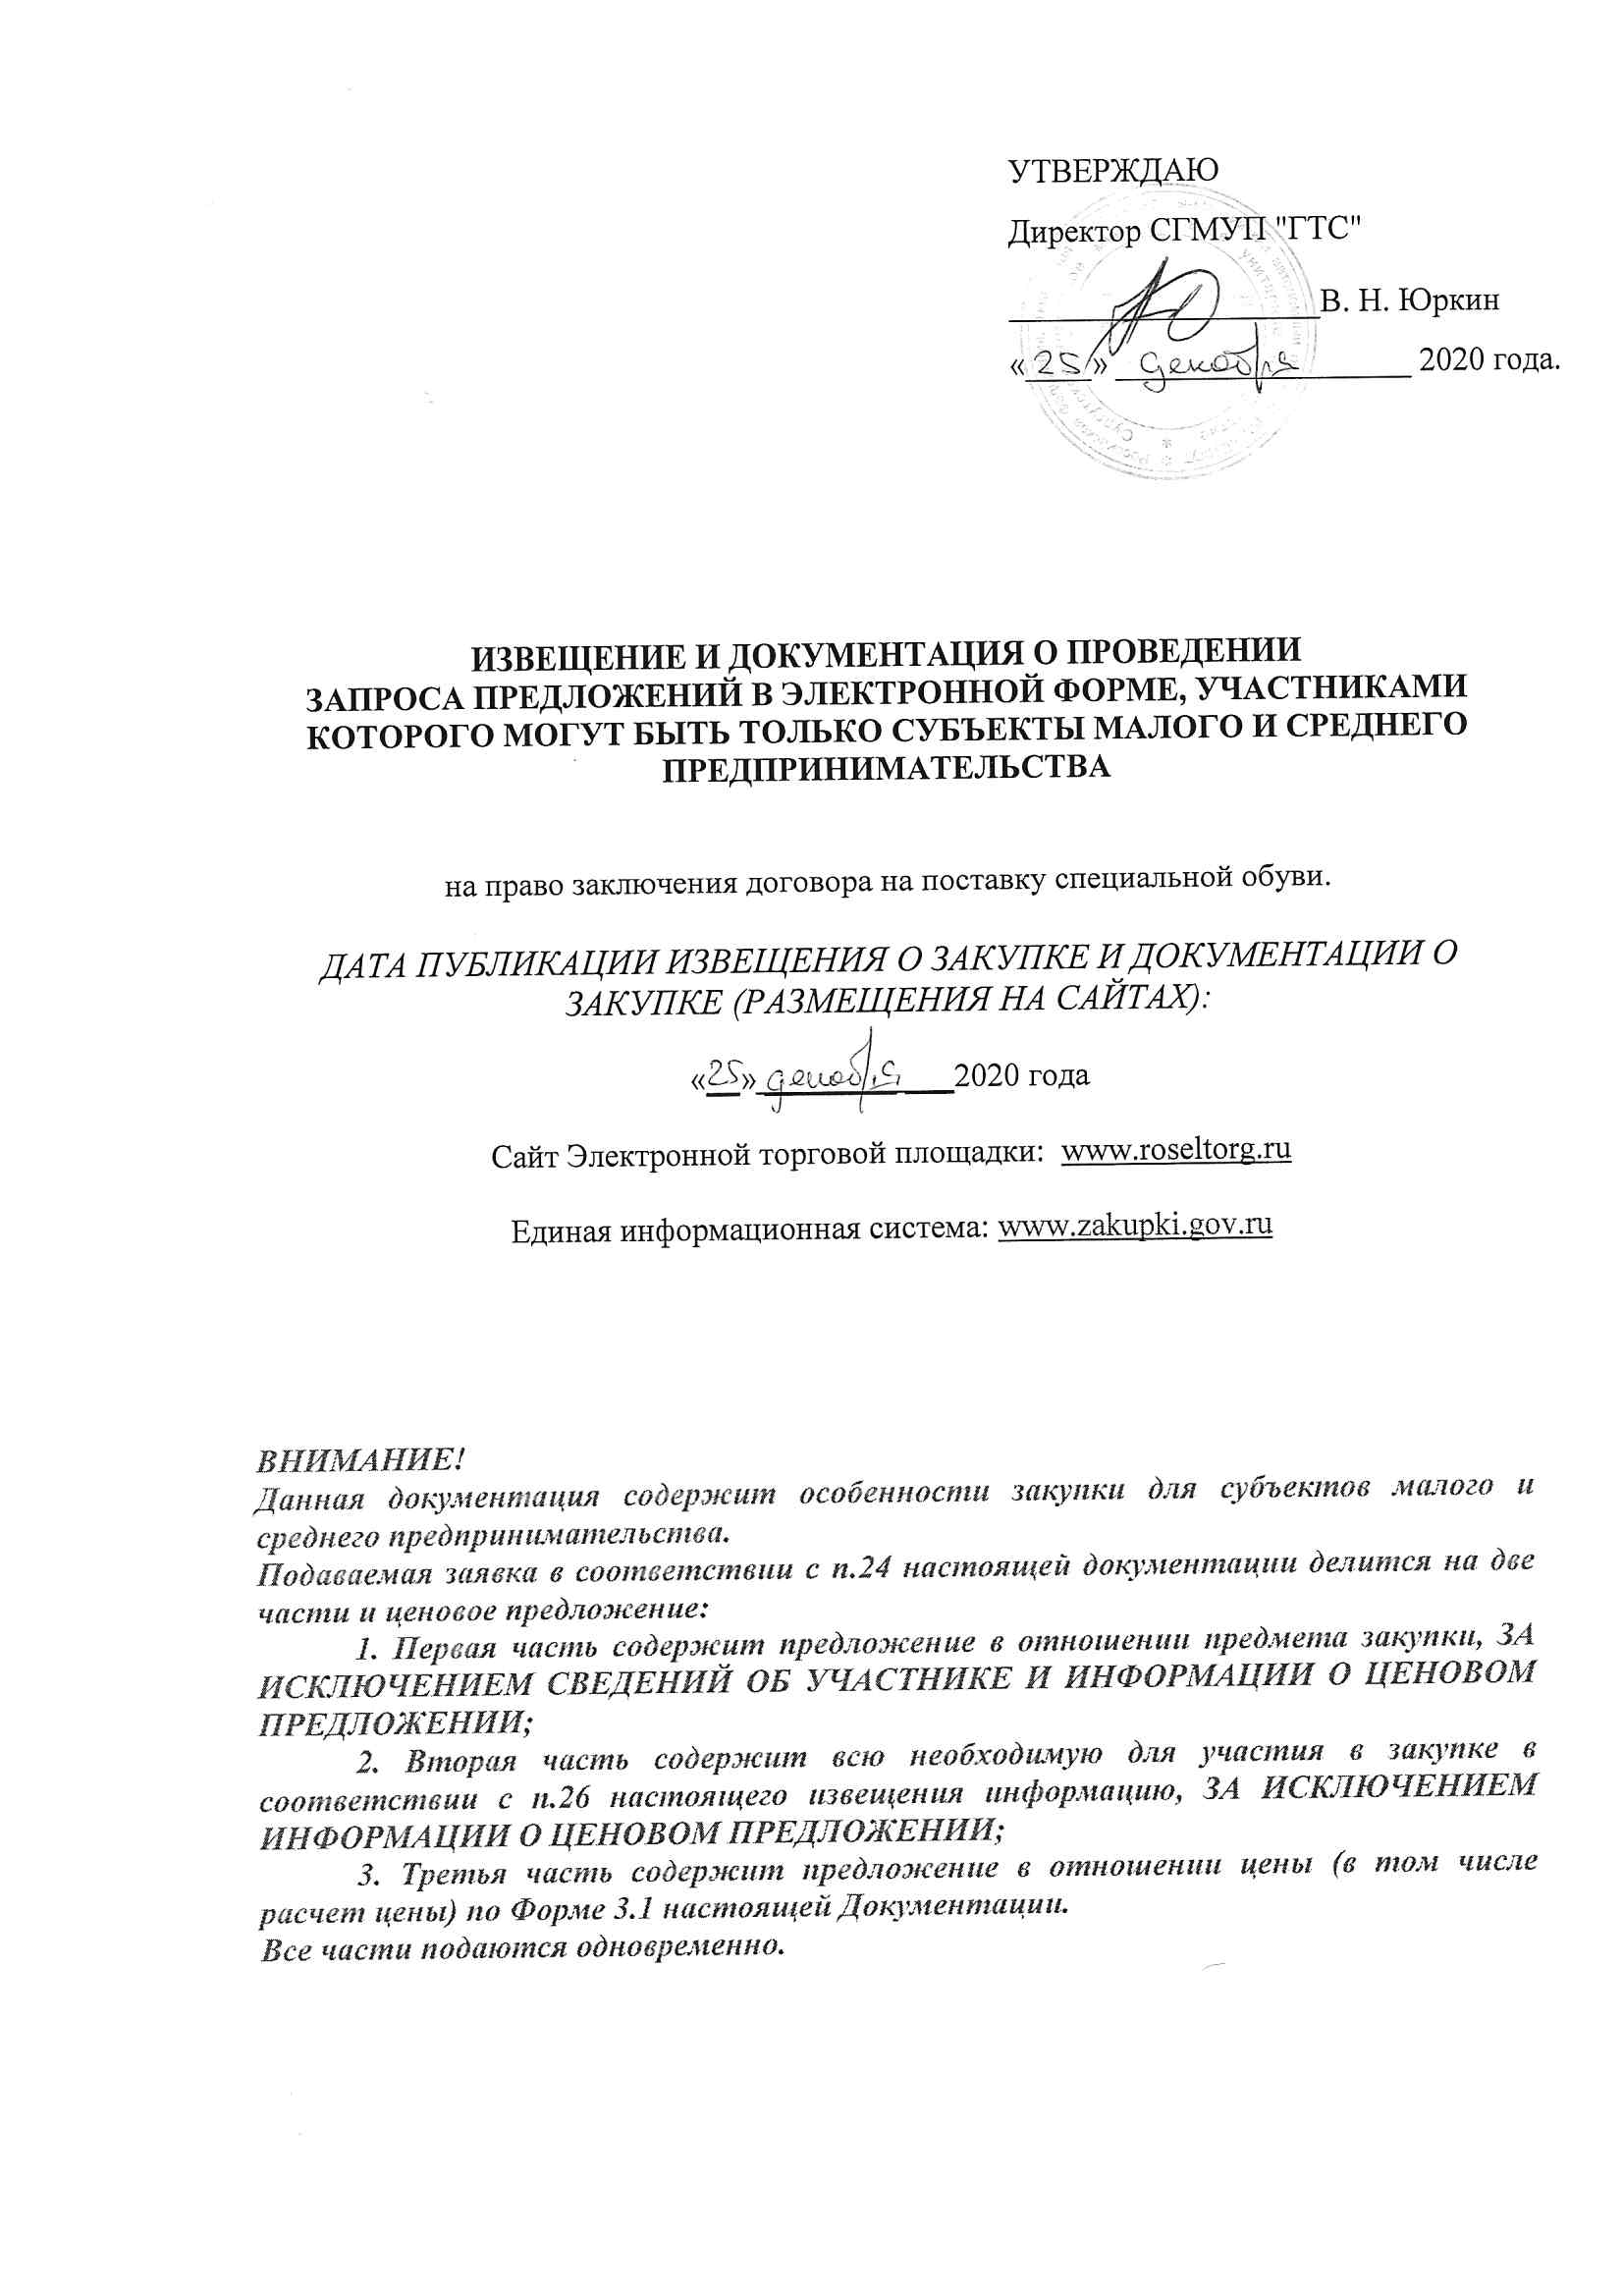 УТВЕРЖДАЮ
Директор СГМУП "ГТС"
В. Н. Юркин
«25» декабря 2020 года.
ИЗВЕЩЕНИЕ И ДОКУМЕНТАЦИЯ О ПРОВЕДЕНИИ
ЗАПРОСА ПРЕДЛОЖЕНИЙ В ЭЛЕКТРОННОЙ ФОРМЕ, УЧАСТНИКАМИ
КОТОРОГО МОГУТ БЫТЬ ТОЛЬКО СУБЪЕКТЫ МАЛОГО И СРЕДНЕГО
ПРЕДПРИНИМАТЕЛЬСТВА
на право заключения договора на поставку специальной обуви.
ДАТА ПУБЛИКАЦИИ ИЗВЕЩЕНИЯ О ЗАКУПКЕ И ДОКУМЕНТАЦИИ О
ЗАКУПКЕ (РАЗМЕЩЕНИЯ НА САЙТАХ):
«25» декабря 2020 года
Сайт Электронной торговой площадки: www.roseltorg.ru
Единая информационная система: www.zakupki.gov.ru
ВНИМАНИЕ!
Данная документация содержит особенности закупки для субъектов малого и
среднего предпринимательства.
Подаваемая заявка в соответствии с п.24 настоящей документации делится на две
части и ценовое предложение:
1. Первая часть содержит предложение в отношении предмета закупки, ЗА
ИСКЛЮЧЕНИЕМ СВЕДЕНИЙ ОБ УЧАСТНИКЕ И ИНФОРМАЦИИ О ЦЕНОВОМ
ПРЕДЛОЖЕНИИ;
2. Вторая часть содержит всю необходимую для участия в закупке в
соответствии с п.26 настоящего извещения информацию, ЗА ИСКЛЮЧЕНИЕМ
ИНФОРМАЦИИ О ЦЕНОВОМ ПРЕДЛОЖЕНИИ;
3. Третья часть содержит предложение в отношении цены (в том числе
расчет цены) по Форме 3.1 настоящей Документации.
Все части подаются одновременно.